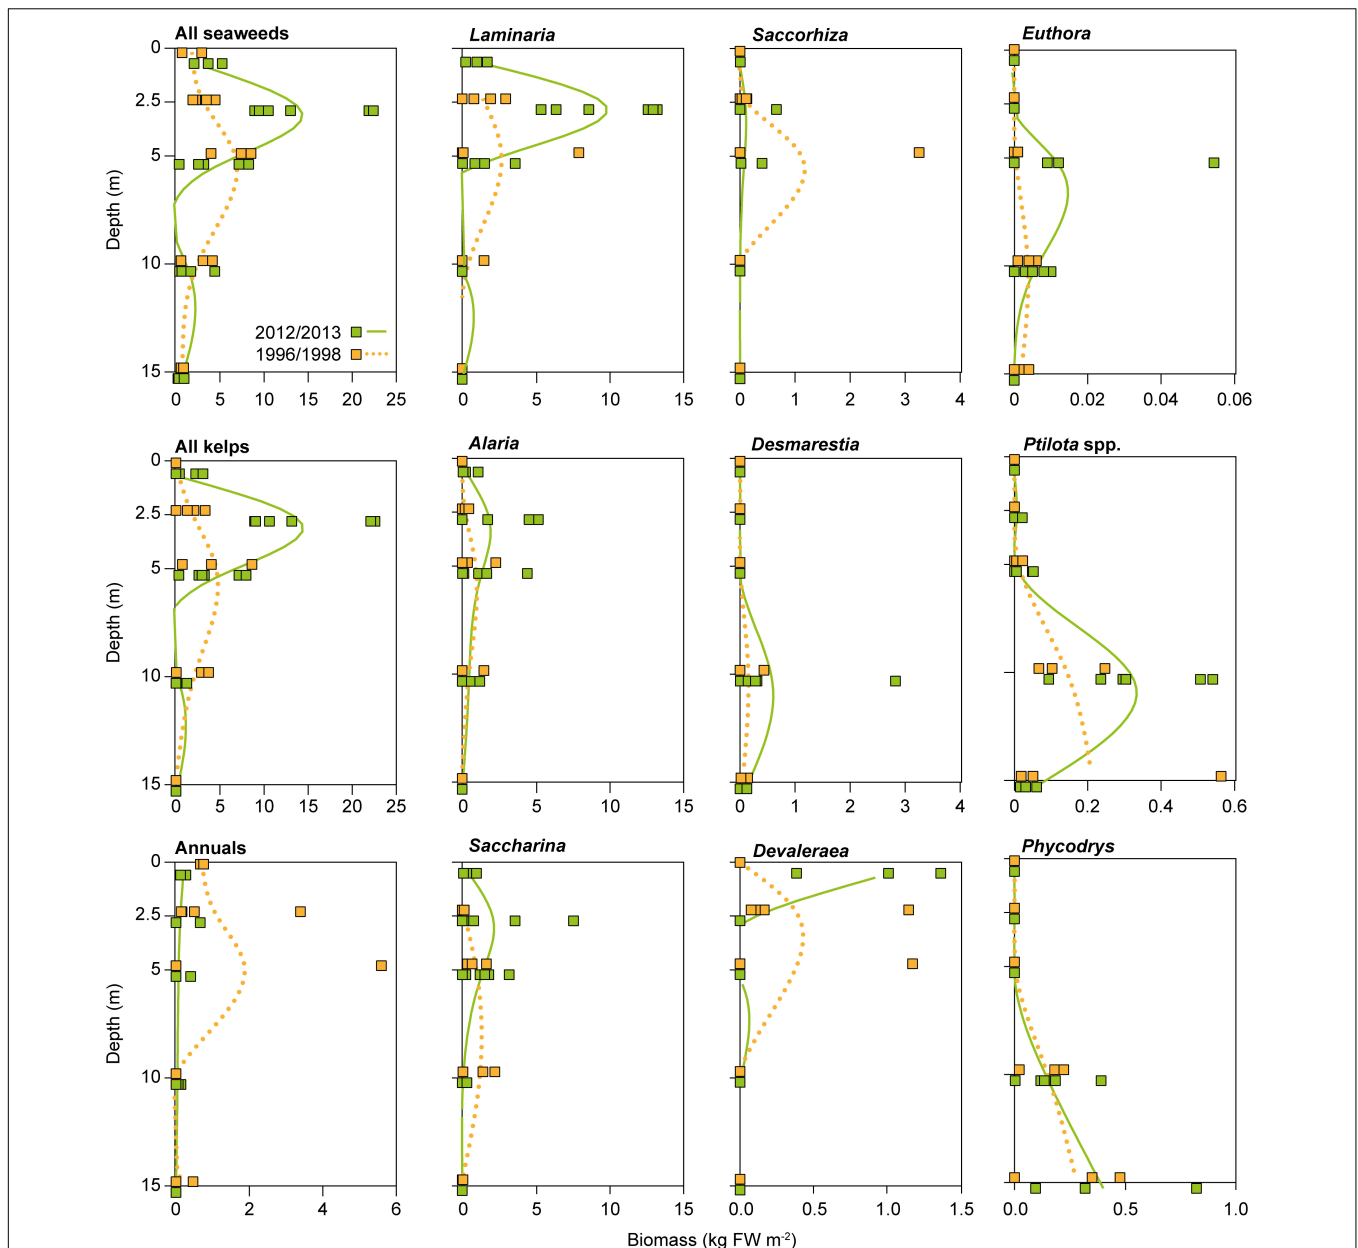 All seaweeds
Laminaria
Saccorhiza
Euthora
0
2.5
5
10
15
Depth (m)
2012/2013
1996/1998
0 5 10 15 20 25
0 5 10 15
0 1 2 3 4
0 0.02 0.04 0.06
All kelps
Alaria
Desmarestia
Ptilota spp.
0
2.5
5
10
15
Depth (m)
0 5 10 15 20 25
0 5 10 15
0 1 2 3 4
0 0.2 0.4 0.6
Annuals
Saccharina
Devaleraea
Phycodrys
0
2.5
5
10
15
Depth (m)
0 2 4 6
0 5 10 15
0.0 0.5 1.0 1.5
0.0 0.5 1.0
Biomass (kg FW m-2)